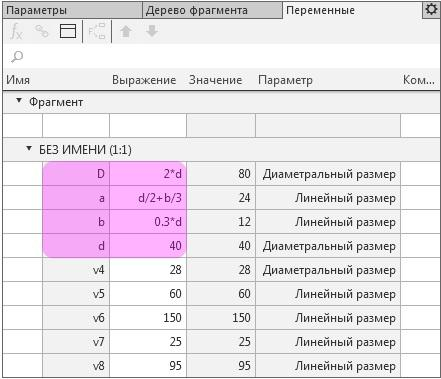 Параметры Дерево фрагмента Переменные
Имя Выражение Значение Параметр Ком...
Фрагмент
БЕЗ ИМЕНИ (1:1)
D 2*d 80 Диаметральный размер
a d/2+b/3 24 Линейный размер
b 0.3*d 12 Линейный размер
d 40 40 Диаметральный размер
v4 28 28 Диаметральный размер
v5 60 60 Линейный размер
v6 150 150 Линейный размер
v7 25 25 Линейный размер
v8 95 95 Линейный размер